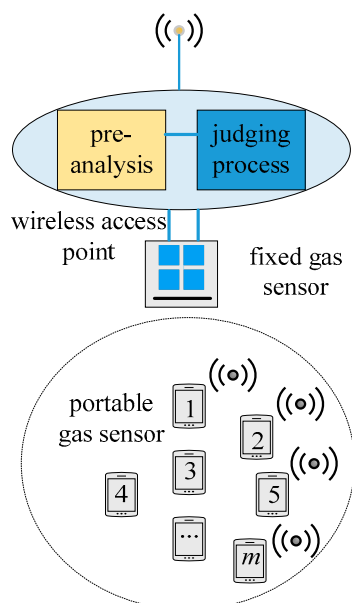 pre-
analysis
judging
process
wireless access
point
fixed gas
sensor
portable
gas sensor
1
2
3
4
5
...
m